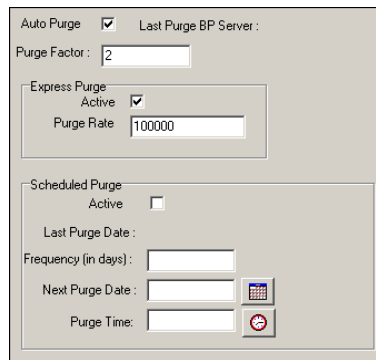 Auto Purge Last Purge BP Server :
Purge Factor : 2
Express Purge
Active
Purge Rate 100000
Scheduled Purge
Active
Last Purge Date :
Frequency (in days) :
Next Purge Date :
Purge Time: